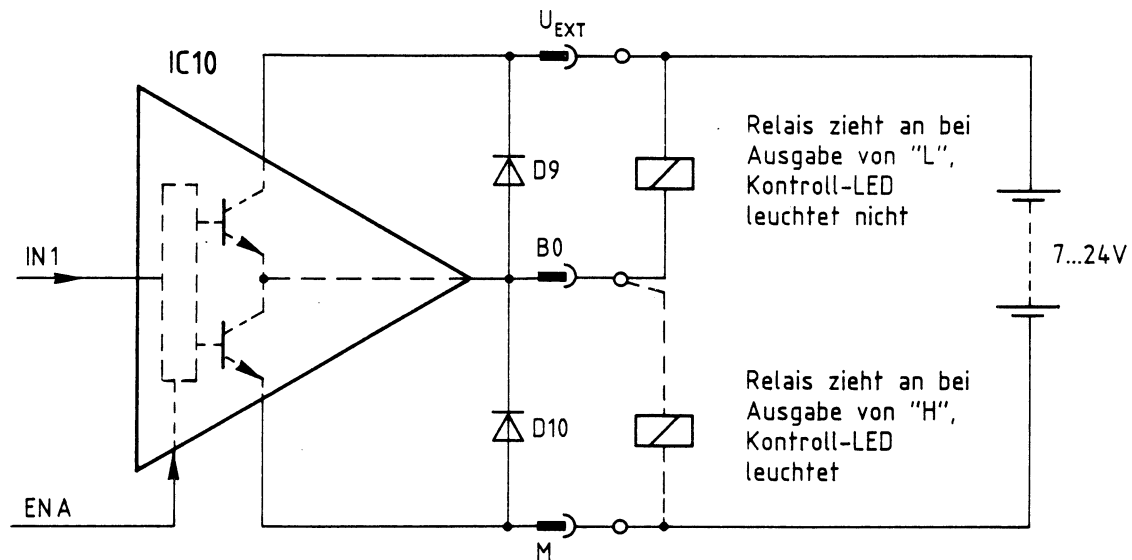 U_EXT
IC10
Relais zieht an bei
Ausgabe von "L",
Kontroll-LED
leuchtet nicht
D9
B0
IN1
7...24V
Relais zieht an bei
Ausgabe von "H",
Kontroll-LED
leuchtet
D10
ENA
M